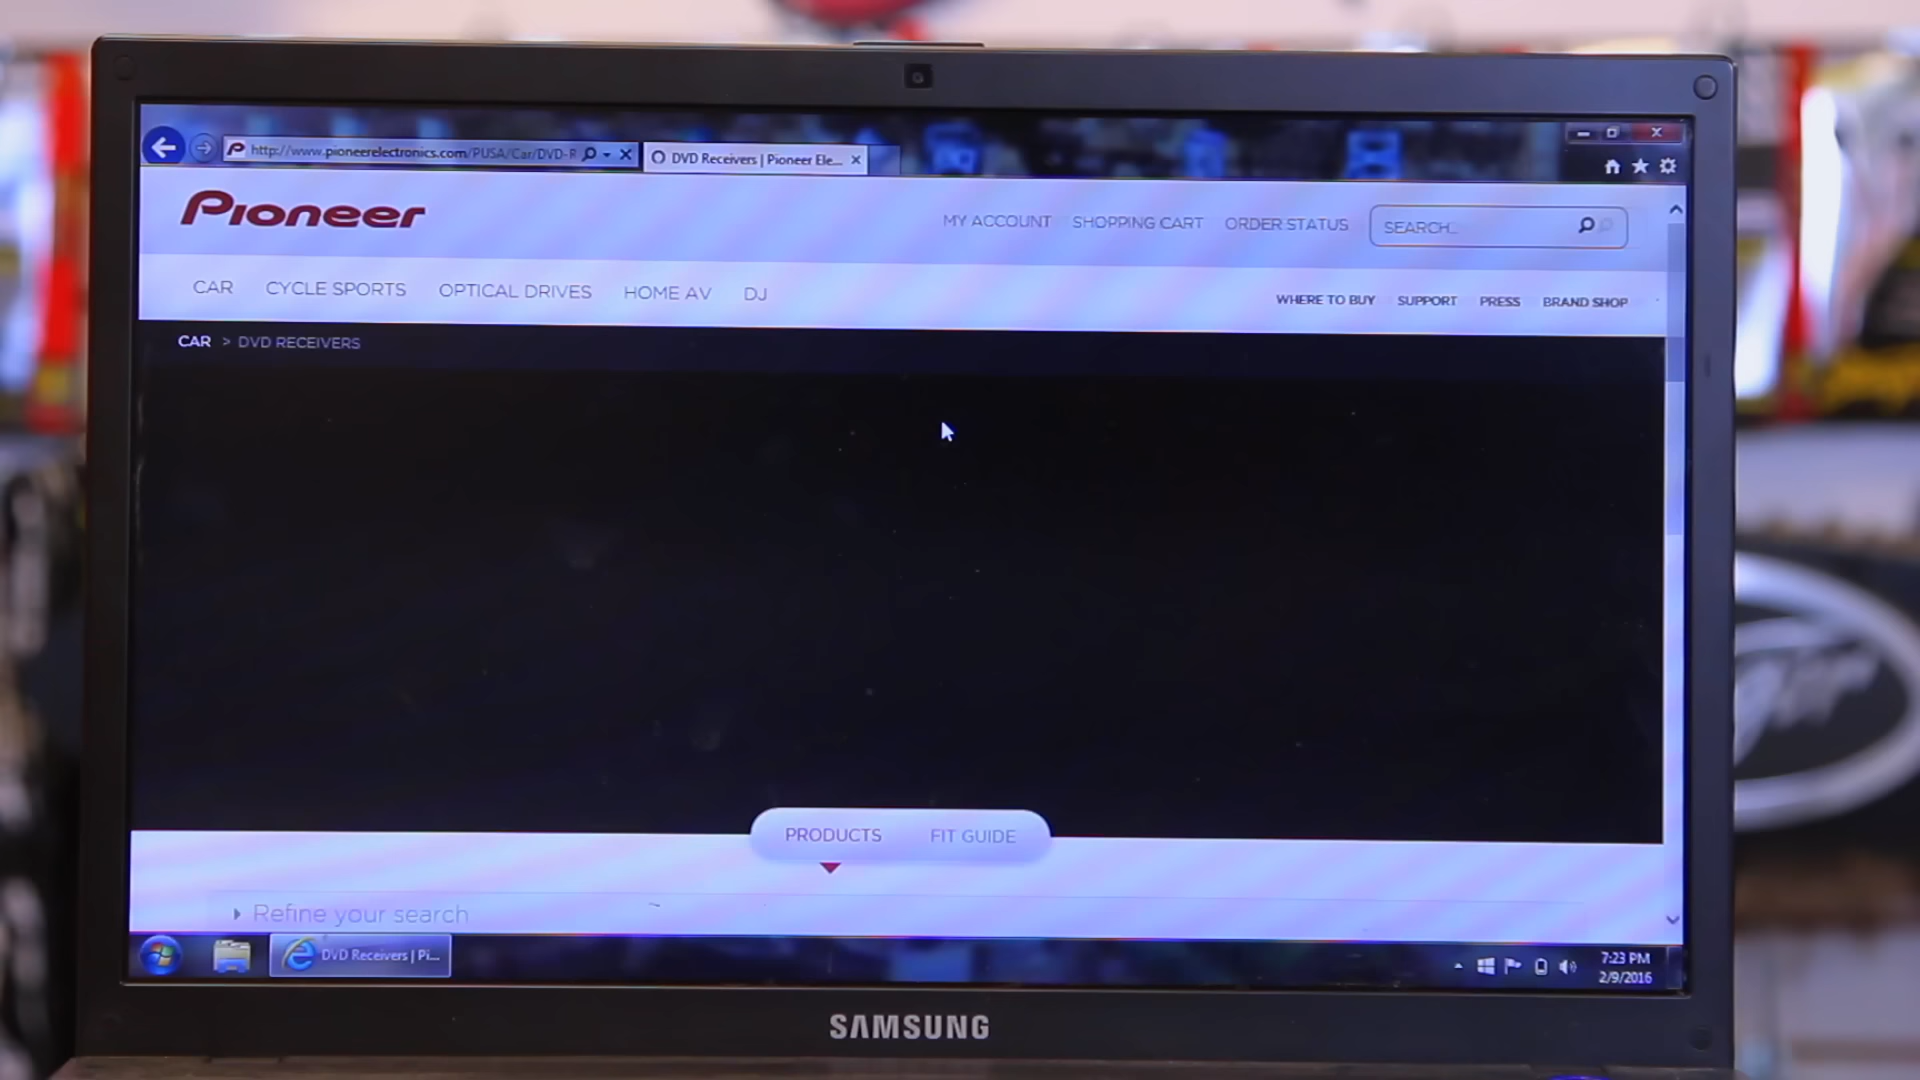 http://www.pioneerelectronics.com/PUSA/Car/DVD-R
DVD Receivers | Pioneer Ele...
Pioneer
MY ACCOUNT SHOPPING CART ORDER STATUS SEARCH...
CAR CYCLE SPORTS OPTICAL DRIVES HOME AV DJ
WHERE TO BUY SUPPORT PRESS BRAND SHOP
CAR > DVD RECEIVERS
PRODUCTS FIT GUIDE
Refine your search
DVD Receivers | Pi...
7:23 PM
2/9/2016
SAMSUNG